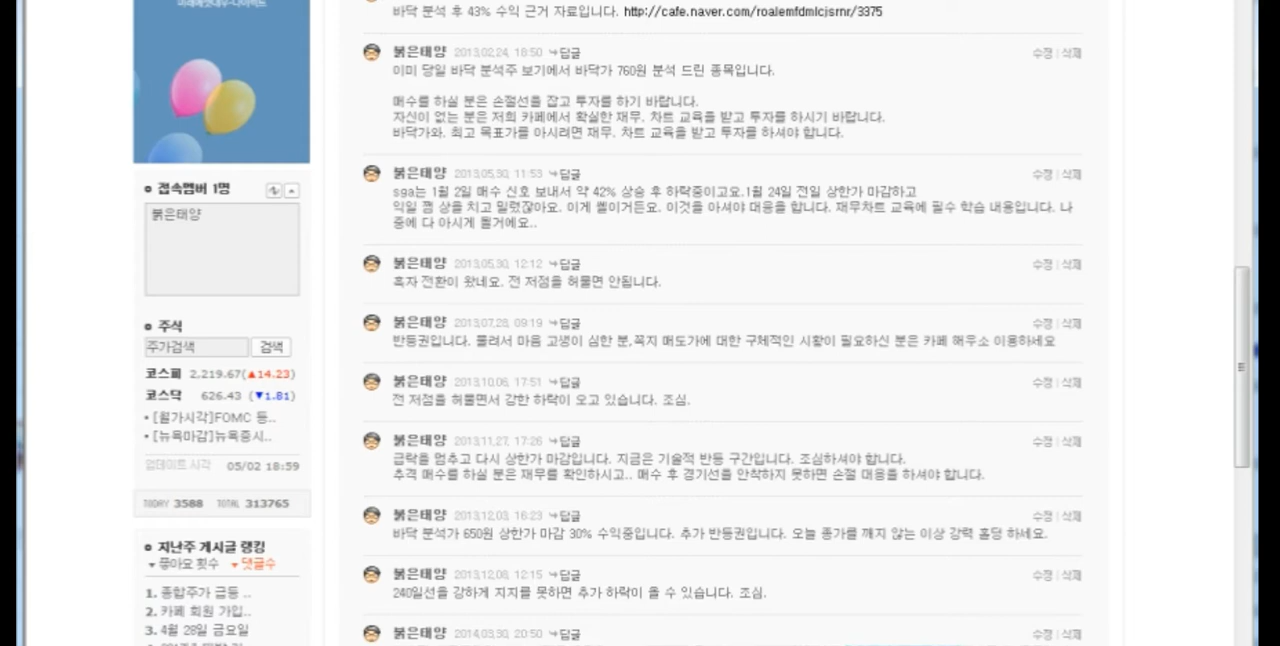 미래에셋대우-다이렉트
접속멤버 1명
붉은태양
주식
주가검색 검색
코스피 2,219.67(▲14.23)
코스닥 626.43 (▼1.81)
• [월가시각]FOMC 등..
• [뉴욕마감]뉴욕증시..
업데이트 시각 05/02 18:59
TODAY 3588 TOTAL 313765
지난주 게시글 랭킹
▼좋아요 횟수 ▼댓글수
1. 종합주가 급등 ..
2. 카페 회원 가입..
3. 4월 28일 금요일
바닥 분석 후 43% 수익 근거 자료입니다. http://cafe.naver.com/roalemfdmlcjsrnr/3375
붉은태양 2013.02.24. 18:50 답글 수정 | 삭제
이미 당일 바닥 분석주 보기에서 바닥가 760원 분석 드린 종목입니다.
매수를 하실 분은 손절선을 잡고 투자를 하기 바랍니다.
자신이 없는 분은 저희 카페에서 확실한 재무. 차트 교육을 받고 투자를 하시기 바랍니다.
바닥가와. 최고 목표가를 아시려면 재무. 차트 교육을 받고 투자를 하셔야 합니다.
붉은태양 2013.05.30. 11:53 답글 수정 | 삭제
sga는 1월 2일 매수 신호 보내서 약 42% 상승 후 하락중이고요.1월 24일 전일 상한가 마감하고
익일 쩜 상을 치고 밀렸잖아요. 이게 뭴이거든요. 이것을 아셔야 대응을 합니다. 재무차트 교육에 필수 학습 내용입니다. 나
중에 다 아시게 될거에요..
붉은태양 2013.05.30. 12:12 답글 수정 | 삭제
흑자 전환이 왔네요. 전 저점을 허물면 안됩니다.
붉은태양 2013.07.28. 09:19 답글 수정 | 삭제
반등권입니다. 물려서 마음 고생이 심한 분,꼭지 매도가에 대한 구체적인 시황이 필요하신 분은 카페 해우소 이용하세요
붉은태양 2013.10.06. 17:51 답글 수정 | 삭제
전 저점을 허물면서 강한 하락이 오고 있습니다. 조심.
붉은태양 2013.11.27. 17:26 답글 수정 | 삭제
급락을 멈추고 다시 상한가 마감입니다. 지금은 기술적 반등 구간입니다. 조심하셔야 합니다.
추격 매수를 하실 분은 재무를 확인하시고.. 매수 후 경기선을 안착하지 못하면 손절 대응을 하셔야 합니다.
붉은태양 2013.12.03. 16:23 답글 수정 | 삭제
바닥 분석가 650원 상한가 마감 30% 수익중입니다. 추가 반등권입니다. 오늘 종가를 깨지 않는 이상 강력 홀딩 하세요.
붉은태양 2013.12.08. 12:15 답글 수정 | 삭제
240일선을 강하게 지지를 못하면 추가 하락이 올 수 있습니다. 조심.
붉은태양 2014.03.30. 20:50 답글 수정 | 삭제